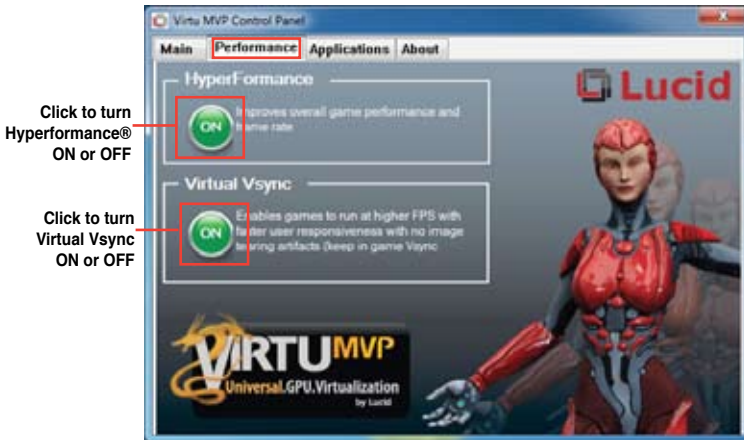 Virtu MVP Control Panel
Main Performance Applications About
HyperFormance
Lucid
ON
Improves overall game performance and
frame rate
Click to turn
Hyperformance®
ON or OFF
Virtual Vsync
ON
Enables games to run at higher FPS with
faster user responsiveness with no image
tearing artifacts (keep in game Vsync
Click to turn
Virtual Vsync
ON or OFF
VIRTU MVP
Universal.GPU.Virtualization
by Lucid